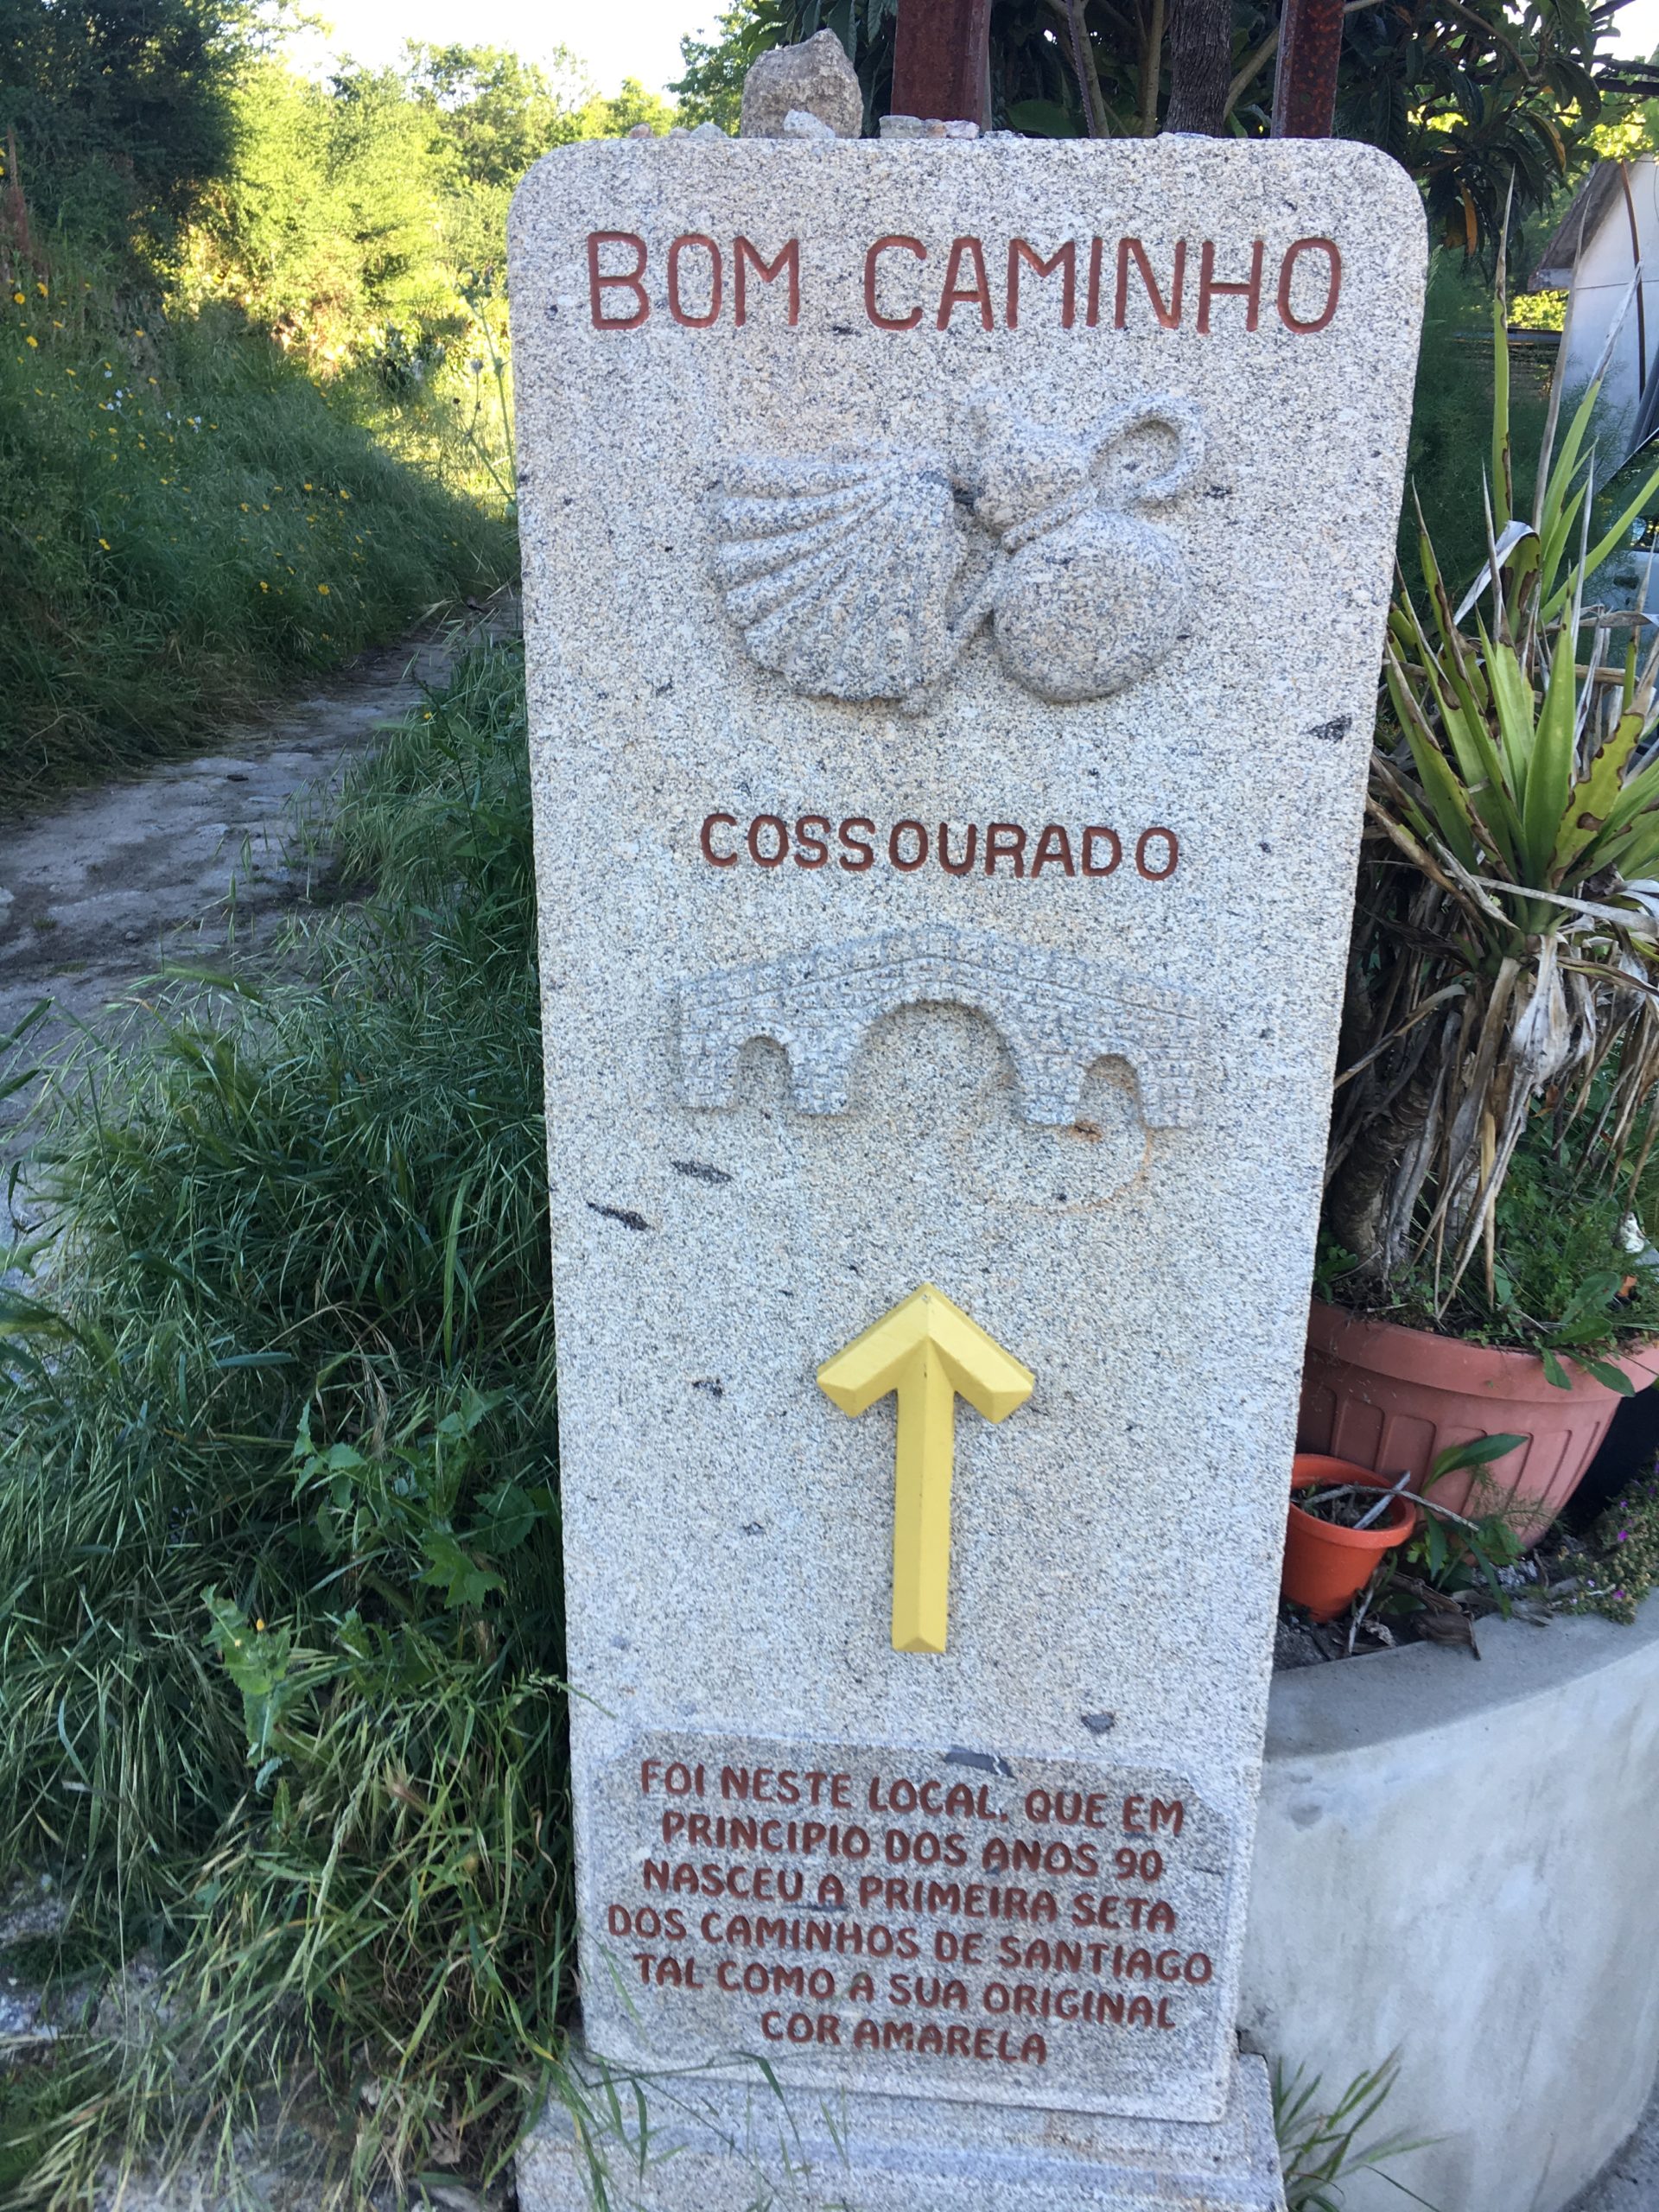 BOM CAMINHO
COSSOURADO
FOI NESTE LOCAL, QUE EM
PRINCIPIO DOS ANOS 90
NASCEU A PRIMEIRA SETA
DOS CAMINHOS DE SANTIAGO
TAL COMO A SUA ORIGINAL
COR AMARELA